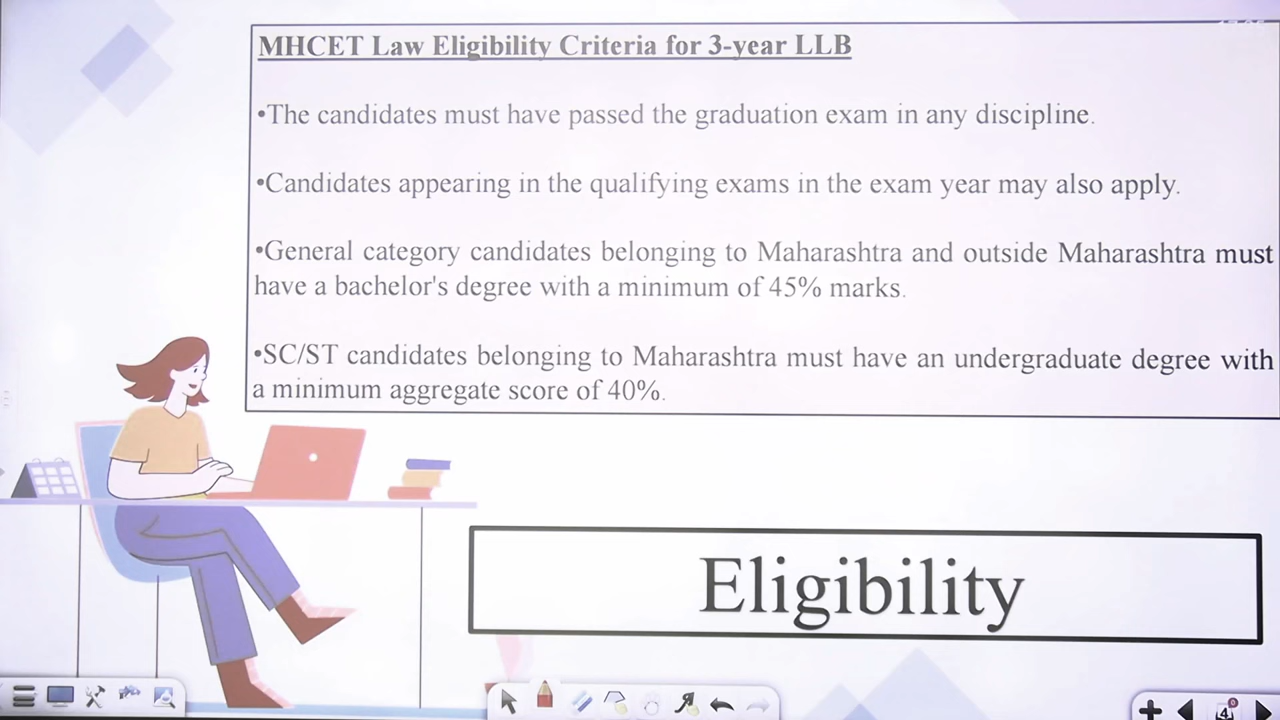 MHCET Law Eligibility Criteria for 3-year LLB
•The candidates must have passed the graduation exam in any discipline.
•Candidates appearing in the qualifying exams in the exam year may also apply.
•General category candidates belonging to Maharashtra and outside Maharashtra must
have a bachelor's degree with a minimum of 45% marks.
•SC/ST candidates belonging to Maharashtra must have an undergraduate degree with
a minimum aggregate score of 40%.
Eligibility
4